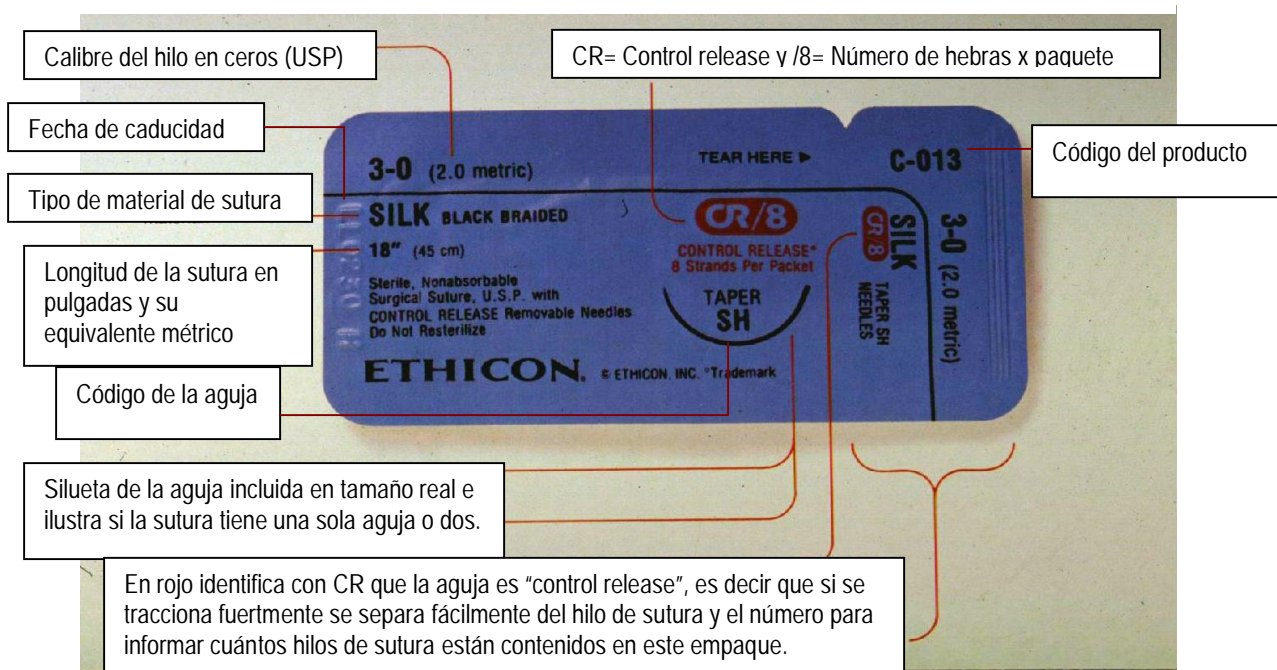 Calibre del hilo en ceros (USP)
CR= Control release y /8= Número de hebras x paquete
Fecha de caducidad
Código del producto
Tipo de material de sutura
Longitud de la sutura en
pulgadas y su
equivalente métrico
Código de la aguja
3-0 (2.0 metric)
TEAR HERE ►
C-013
SILK BLACK BRAIDED
18" (45 cm)
Sterile, Nonabsorbable
Surgical Suture, U.S.P. with
CONTROL RELEASE Removable Needles
Do Not Resterilize
ETHICON. © ETHICON, INC. *Trademark
CR/8
CONTROL RELEASE*
8 Strands Per Packet
TAPER
SH
3-0 (2.0 metric)
SILK
CR/8
TAPER SH
NEEDLES
Silueta de la aguja incluida en tamaño real e
ilustra si la sutura tiene una sola aguja o dos.
En rojo identifica con CR que la aguja es “control release”, es decir que si se
tracciona fuertmente se separa fácilmente del hilo de sutura y el número para
informar cuántos hilos de sutura están contenidos en este empaque.